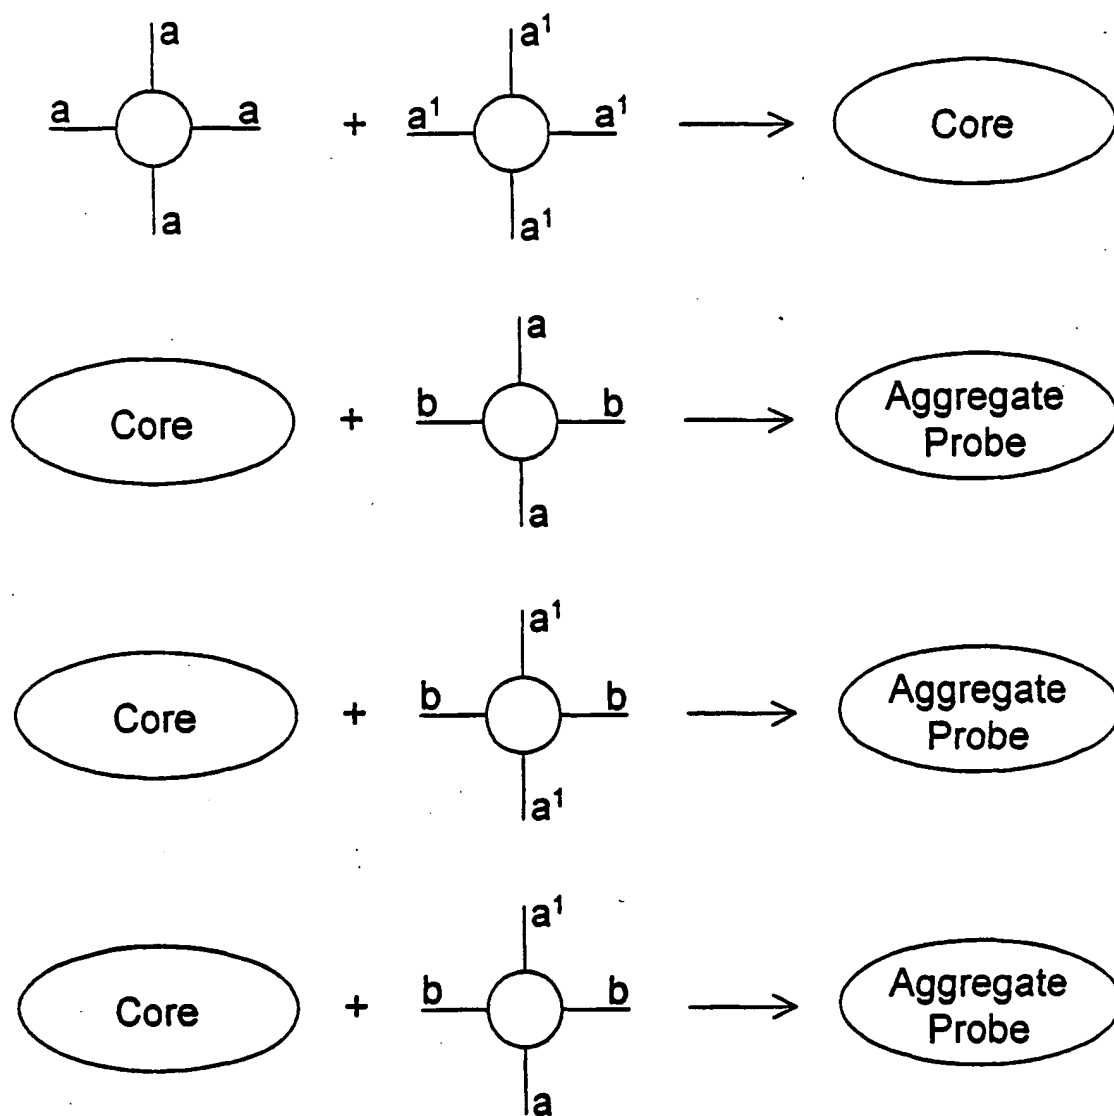 a a¹
a a + a¹ a¹ Core
a a¹
a
Core + b b Aggregate
Probe
a
a¹
Core + b b Aggregate
Probe
a¹
a¹
Core + b b Aggregate
Probe
a